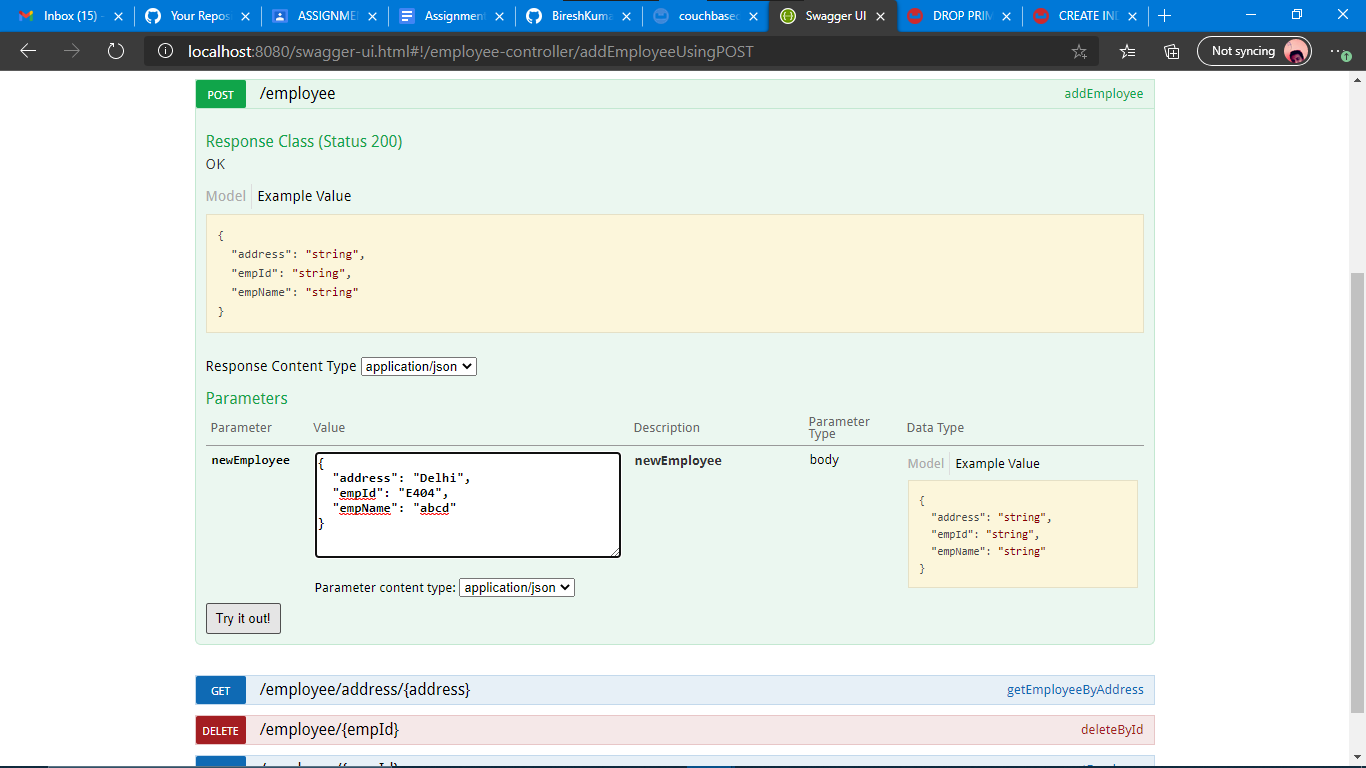 Inbox (15) -
Your Repos
ASSIGNMEN
Assignment
BireshKuma
couchbasec
Swagger UI
DROP PRIM
CREATE IND
localhost:8080/swagger-ui.html#!/employee-controller/addEmployeeUsingPOST
Not syncing
POST /employee addEmployee
Response Class (Status 200)
OK
Model Example Value
{
"address": "string",
"empId": "string",
"empName": "string"
}
Response Content Type application/json
Parameters
Parameter Value Description Parameter Type Data Type
newEmployee
{
"address": "Delhi",
"empId": "E404",
"empName": "abcd"
}
newEmployee
body
Model Example Value
{
"address": "string",
"empId": "string",
"empName": "string"
}
Parameter content type: application/json
Try it out!
GET /employee/address/{address} getEmployeeByAddress
DELETE /employee/{empId} deleteById